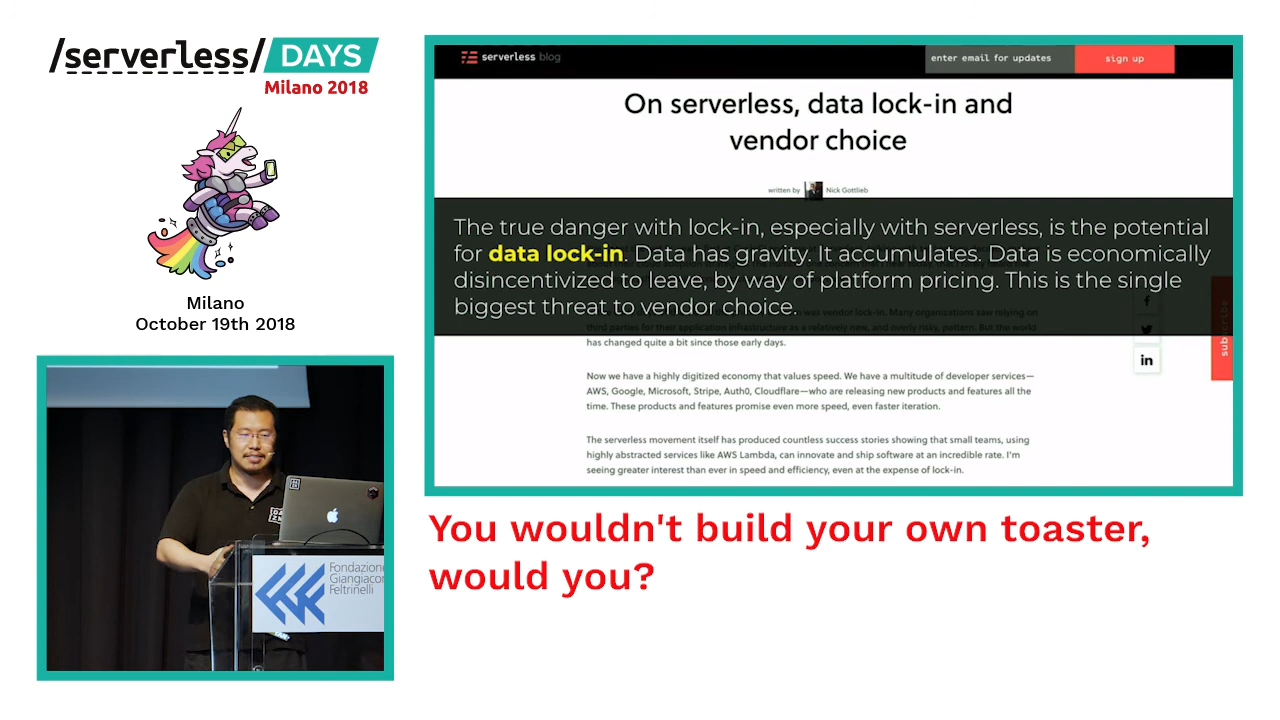 /serverless/ DAYS
Milano 2018
Milano
October 19th 2018
serverless blog
enter email for updates
sign up
On serverless, data lock-in and
vendor choice
written by Nick Gottlieb
The true danger with lock-in, especially with serverless, is the potential
for data lock-in. Data has gravity. It accumulates. Data is economically
disincentivized to leave, by way of platform pricing. This is the single
biggest threat to vendor choice.
was vendor lock-in. Many organisations saw relying on
third parties for their application infrastructure as a relatively new, and overly risky, pattern. But the world
has changed quite a bit since those early days.
Now we have a highly digitized economy that values speed. We have a multitude of developer services—
AWS, Google, Microsoft, Stripe, Auth0, Cloudflare—who are releasing new products and features all the
time. These products and features promise even more speed, even faster iteration.
The serverless movement itself has produced countless success stories showing that small teams, using
highly abstracted services like AWS Lambda, can innovate and ship software at an incredible rate. I'm
seeing greater interest than ever in speed and efficiency, even at the expense of lock-in.
subscribe
in
You wouldn't build your own toaster,
would you?
DA
ZN
Fondazione
Giangiacom
Feltrinelli